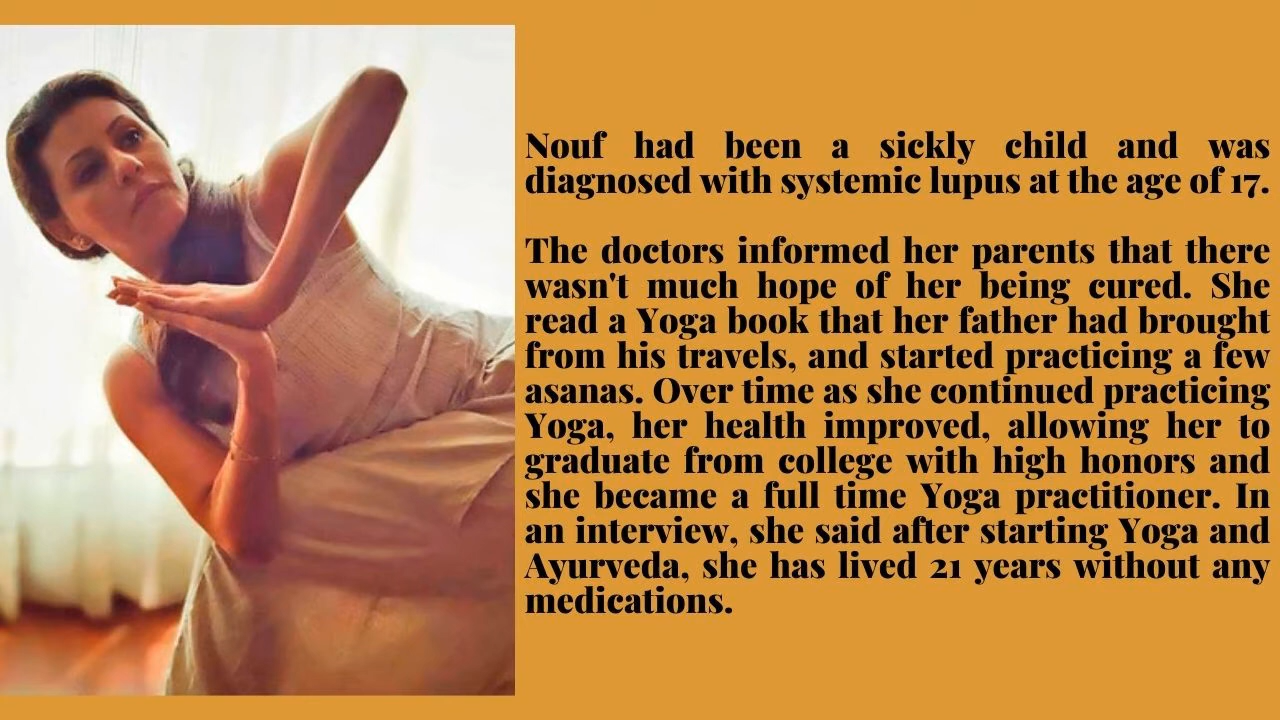 Nouf had been a sickly child and was
diagnosed with systemic lupus at the age of 17.
The doctors informed her parents that there
wasn't much hope of her being cured. She
read a Yoga book that her father had brought
from his travels, and started practicing a few
asanas. Over time as she continued practicing
Yoga, her health improved, allowing her to
graduate from college with high honors and
she became a full time Yoga practitioner. In
an interview, she said after starting Yoga and
Ayurveda, she has lived 21 years without any
medications.